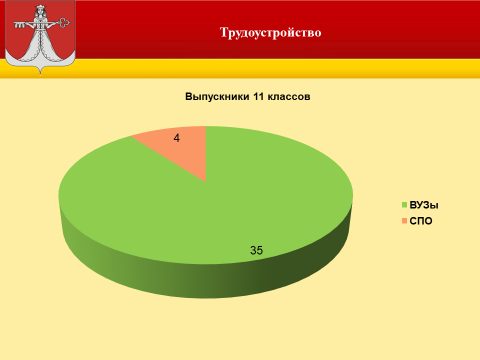 Трудоустройство
Выпускники 11 классов
4
35
ВУЗы
СПО